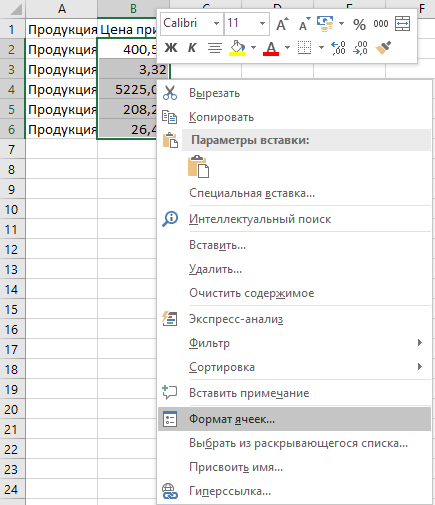 Calibri 11 A A % 000
Ж К A ,00
A B C D E F
1 Продукция Цена при
2 Продукция 400,5
3 Продукция 3,32
4 Продукция 5225,0
5 Продукция 208,2
6 Продукция 26,4
7
8
9
10
11
12
13
14
15
16
17
18
19
20
21
22
23
24
Вырезать
Копировать
Параметры вставки:
Специальная вставка...
Интеллектуальный поиск
Вставить...
Удалить...
Очистить содержимое
Экспресс-анализ
Фильтр
Сортировка
Вставить примечание
Формат ячеек...
Выбрать из раскрывающегося списка...
Присвоить имя...
Гиперссылка...